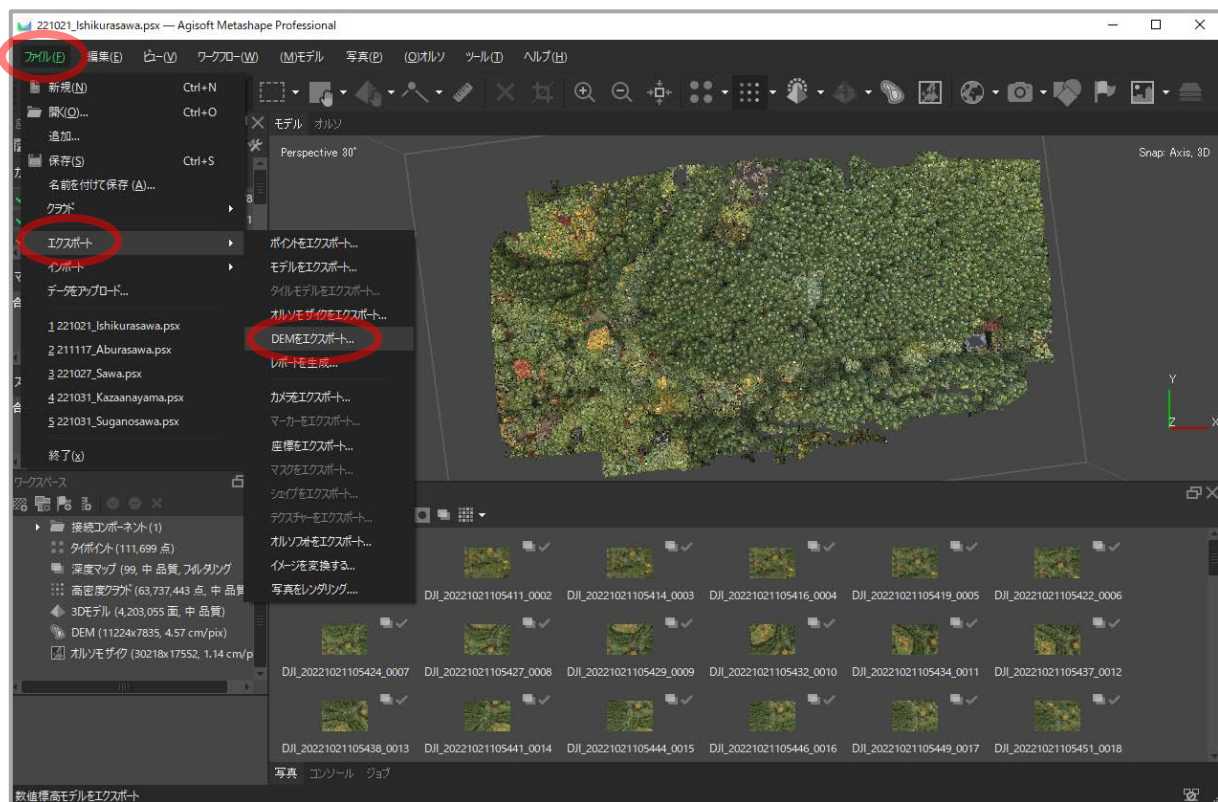 221021_Ishikurasawa.psx — Agisoft Metashape Professional
ファイル(F) 編集(E) ビュー(V) ワークフロー(W) (M)モデル 写真(P) (O)オルソ ツール(T) ヘルプ(H)
新規(N) Ctrl+N
開く(O)... Ctrl+O
追加...
保存(S) Ctrl+S
名前を付けて保存 (A)...
クラウド
エクスポート
インポート
データをアップロード...
1 221021_Ishikurasawa.psx
2 211117_Aburasawa.psx
3 221027_Sawa.psx
4 221031_Kazaanayama.psx
5 221031_Suganosawa.psx
終了(x)
ポイントをエクスポート...
モデルをエクスポート...
タイルモデルをエクスポート...
オルソモザイクをエクスポート...
DEMをエクスポート...
レポートを生成...
カメラをエクスポート...
マーカーをエクスポート...
座標をエクスポート...
マスクをエクスポート...
シェイプをエクスポート...
テクスチャーをエクスポート...
オルソフォをエクスポート...
イメージを変換する...
写真をレンダリング....
モデル オルソ
Perspective 30° Snap: Axis, 3D
Y
Z X
ワークスペース
接続コンポーネント (1)
タイポイント (111,699 点)
深度マップ (99, 中 品質, フィルタリング
高密度クラウド (63,737,443 点, 中 品質
3Dモデル (4,203,055 面, 中 品質)
DEM (11224x7835, 4.57 cm/pix)
オルソモザイク (30218x17552, 1.14 cm/p
DJI_20221021105411_0002 DJI_20221021105414_0003 DJI_20221021105416_0004 DJI_20221021105419_0005 DJI_20221021105422_0006
DJI_20221021105424_0007 DJI_20221021105427_0008 DJI_20221021105429_0009 DJI_20221021105432_0010 DJI_20221021105434_0011 DJI_20221021105437_0012
DJI_20221021105438_0013 DJI_20221021105441_0014 DJI_20221021105444_0015 DJI_20221021105446_0016 DJI_20221021105449_0017 DJI_20221021105451_0018
写真 コンソール ジョブ
数値標高モデルをエクスポート